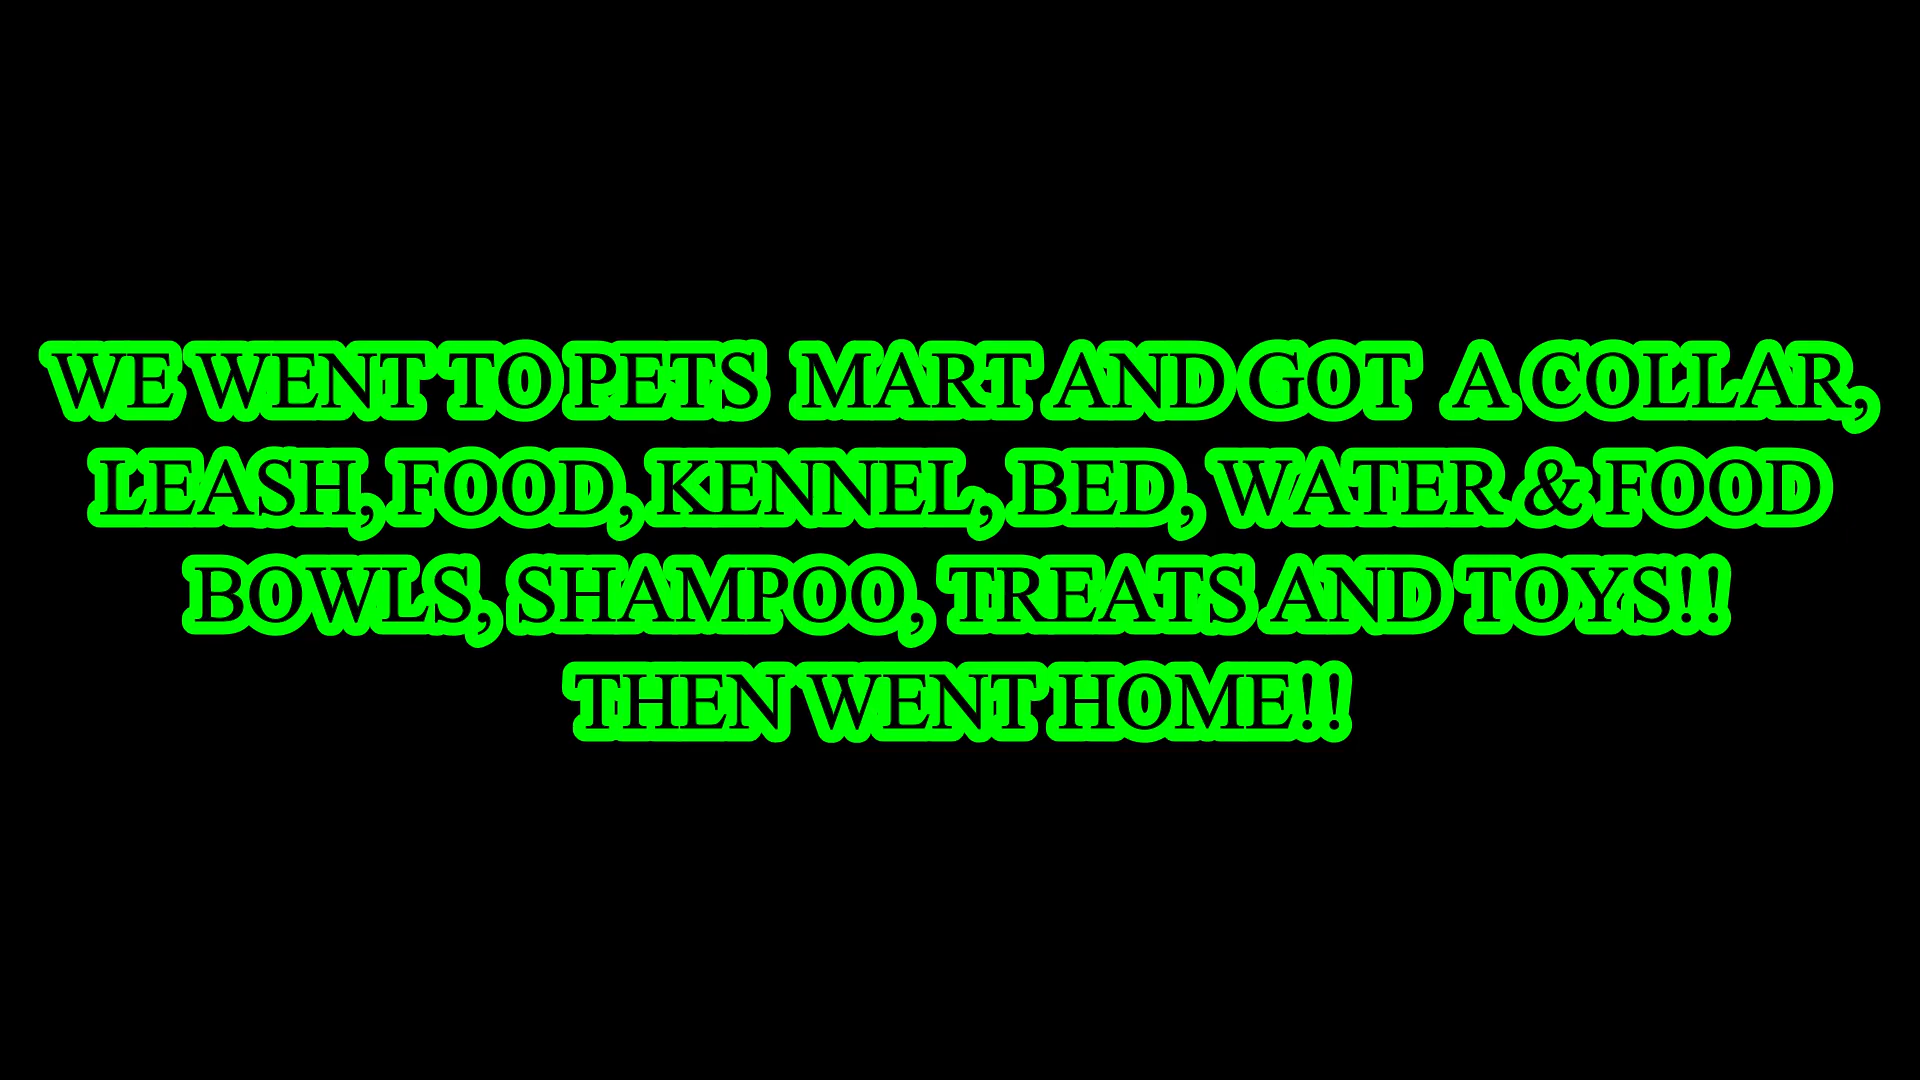 WE WENT TO PETS  MART AND GOT  A COLLAR,
LEASH, FOOD, KENNEL, BED, WATER & FOOD
BOWLS, SHAMPOO, TREATS AND TOYS!!
THEN WENT HOME!!